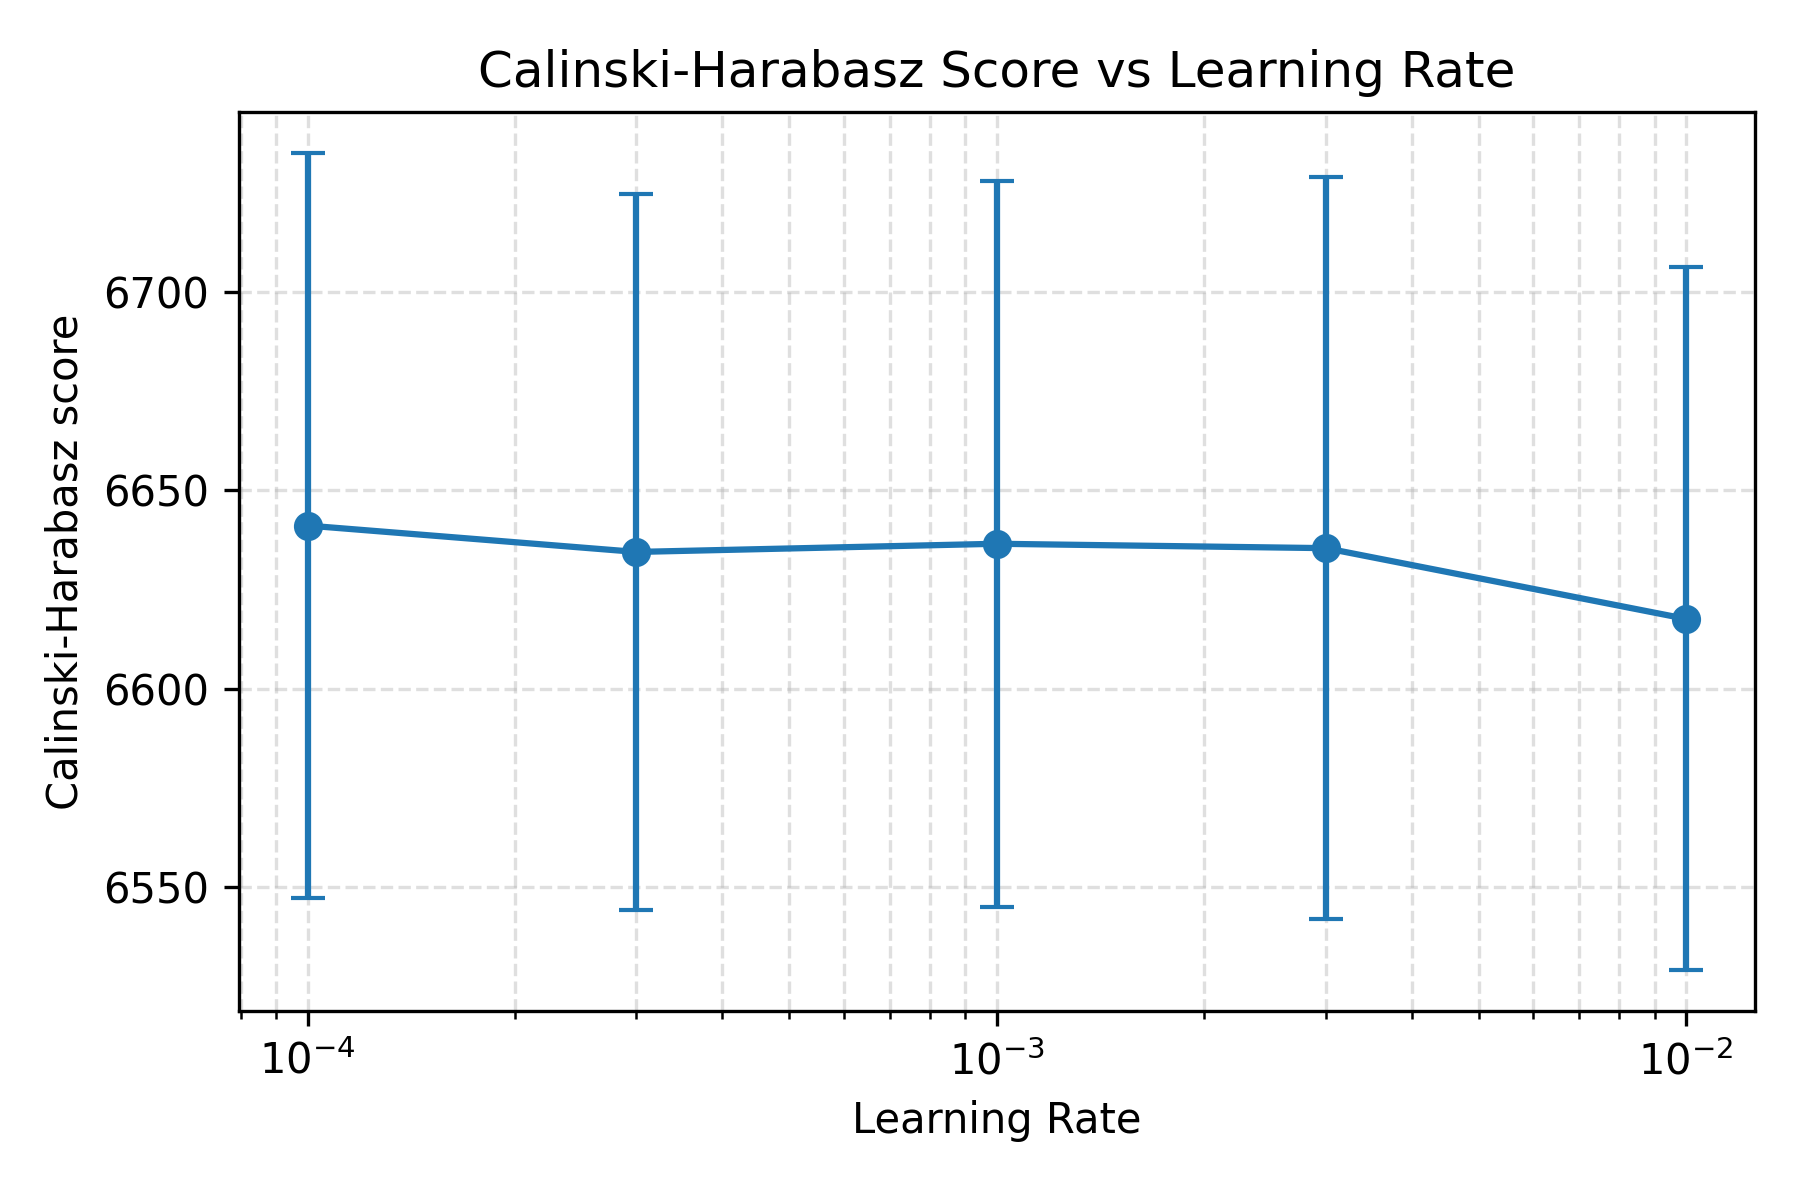 Calinski-Harabasz Score vs Learning Rate
Calinski-Harabasz score
6700
6650
6600
6550
10⁻⁴
10⁻³
10⁻²
Learning Rate